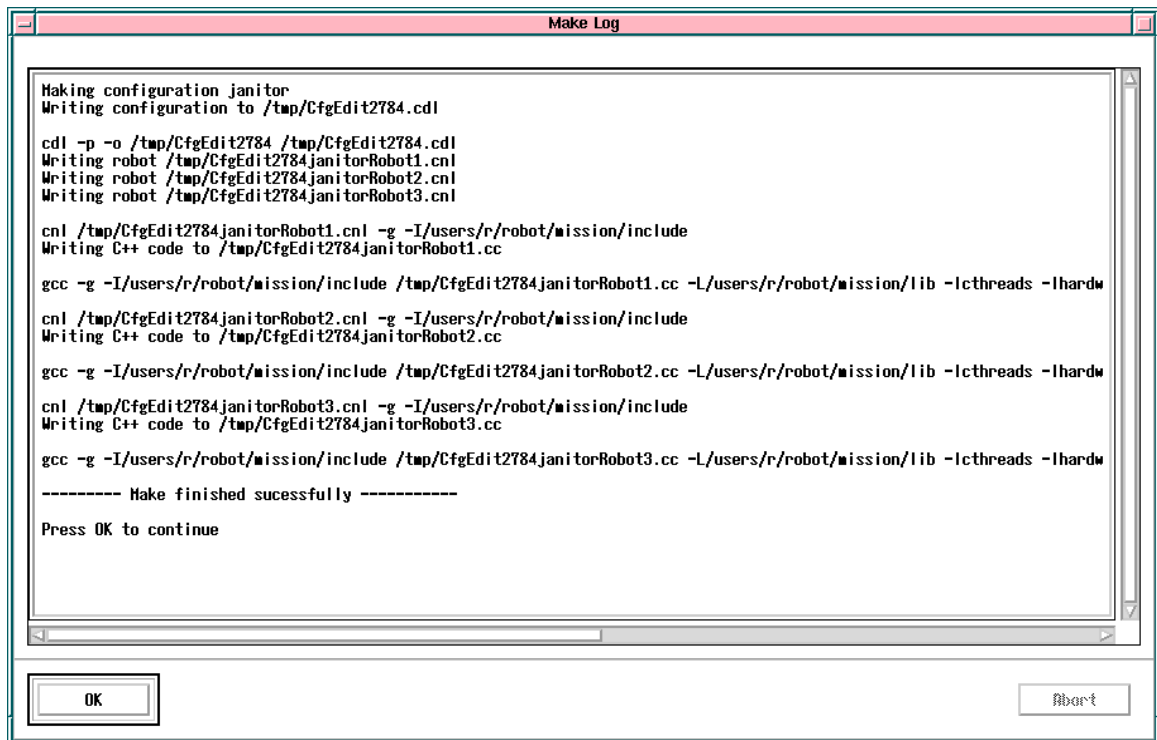 Make Log
Making configuration janitor
Writing configuration to /tmp/CfgEdit2784.cdl
cdl -p -o /tmp/CfgEdit2784 /tmp/CfgEdit2784.cdl
Writing robot /tmp/CfgEdit2784janitorRobot1.cnl
Writing robot /tmp/CfgEdit2784janitorRobot2.cnl
Writing robot /tmp/CfgEdit2784janitorRobot3.cnl
cnl /tmp/CfgEdit2784janitorRobot1.cnl -g -I/users/r/robot/mission/include
Writing C++ code to /tmp/CfgEdit2784janitorRobot1.cc
gcc -g -I/users/r/robot/mission/include /tmp/CfgEdit2784janitorRobot1.cc -L/users/r/robot/mission/lib -lcthreads -lhardw
cnl /tmp/CfgEdit2784janitorRobot2.cnl -g -I/users/r/robot/mission/include
Writing C++ code to /tmp/CfgEdit2784janitorRobot2.cc
gcc -g -I/users/r/robot/mission/include /tmp/CfgEdit2784janitorRobot2.cc -L/users/r/robot/mission/lib -lcthreads -lhardw
cnl /tmp/CfgEdit2784janitorRobot3.cnl -g -I/users/r/robot/mission/include
Writing C++ code to /tmp/CfgEdit2784janitorRobot3.cc
gcc -g -I/users/r/robot/mission/include /tmp/CfgEdit2784janitorRobot3.cc -L/users/r/robot/mission/lib -lcthreads -lhardw
--------- Make finished sucessfully -----------
Press OK to continue
OK
Abort